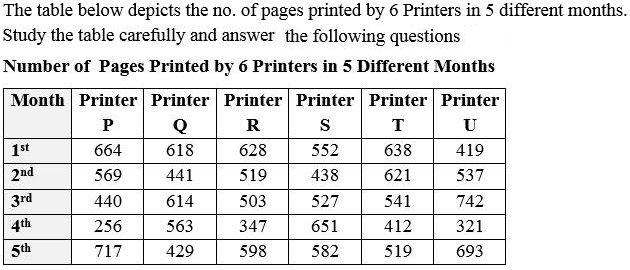 The table below depicts the no. of pages printed by 6 Printers in 5 different months.
Study the table carefully and answer the following questions
Number of Pages Printed by 6 Printers in 5 Different Months
Month Printer P Printer Q Printer R Printer S Printer T Printer U
1st 664 618 628 552 638 419
2nd 569 441 519 438 621 537
3rd 440 614 503 527 541 742
4th 256 563 347 651 412 321
5th 717 429 598 582 519 693